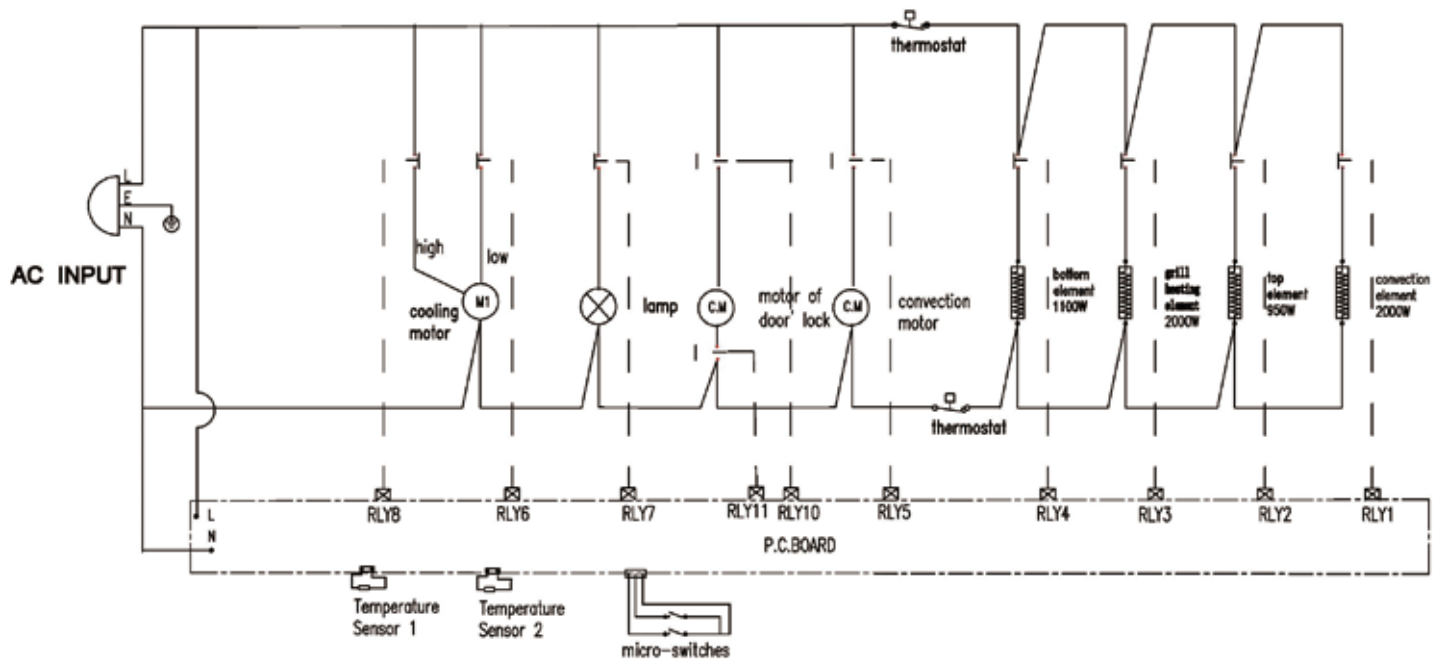 thermostat
L
E
N
AC INPUT
high
low
M1
cooling
motor
lamp
C.M
motor of
door lock
C.M
convection
motor
bottom
element
1100W
grill
heating
element
2000W
top
element
950W
convection
element
2000W
thermostat
RLY8
RLY6
RLY7
RLY11
RLY10
RLY5
RLY4
RLY3
RLY2
RLY1
L
N
P.C.BOARD
Temperature
Sensor 1
Temperature
Sensor 2
micro-switches